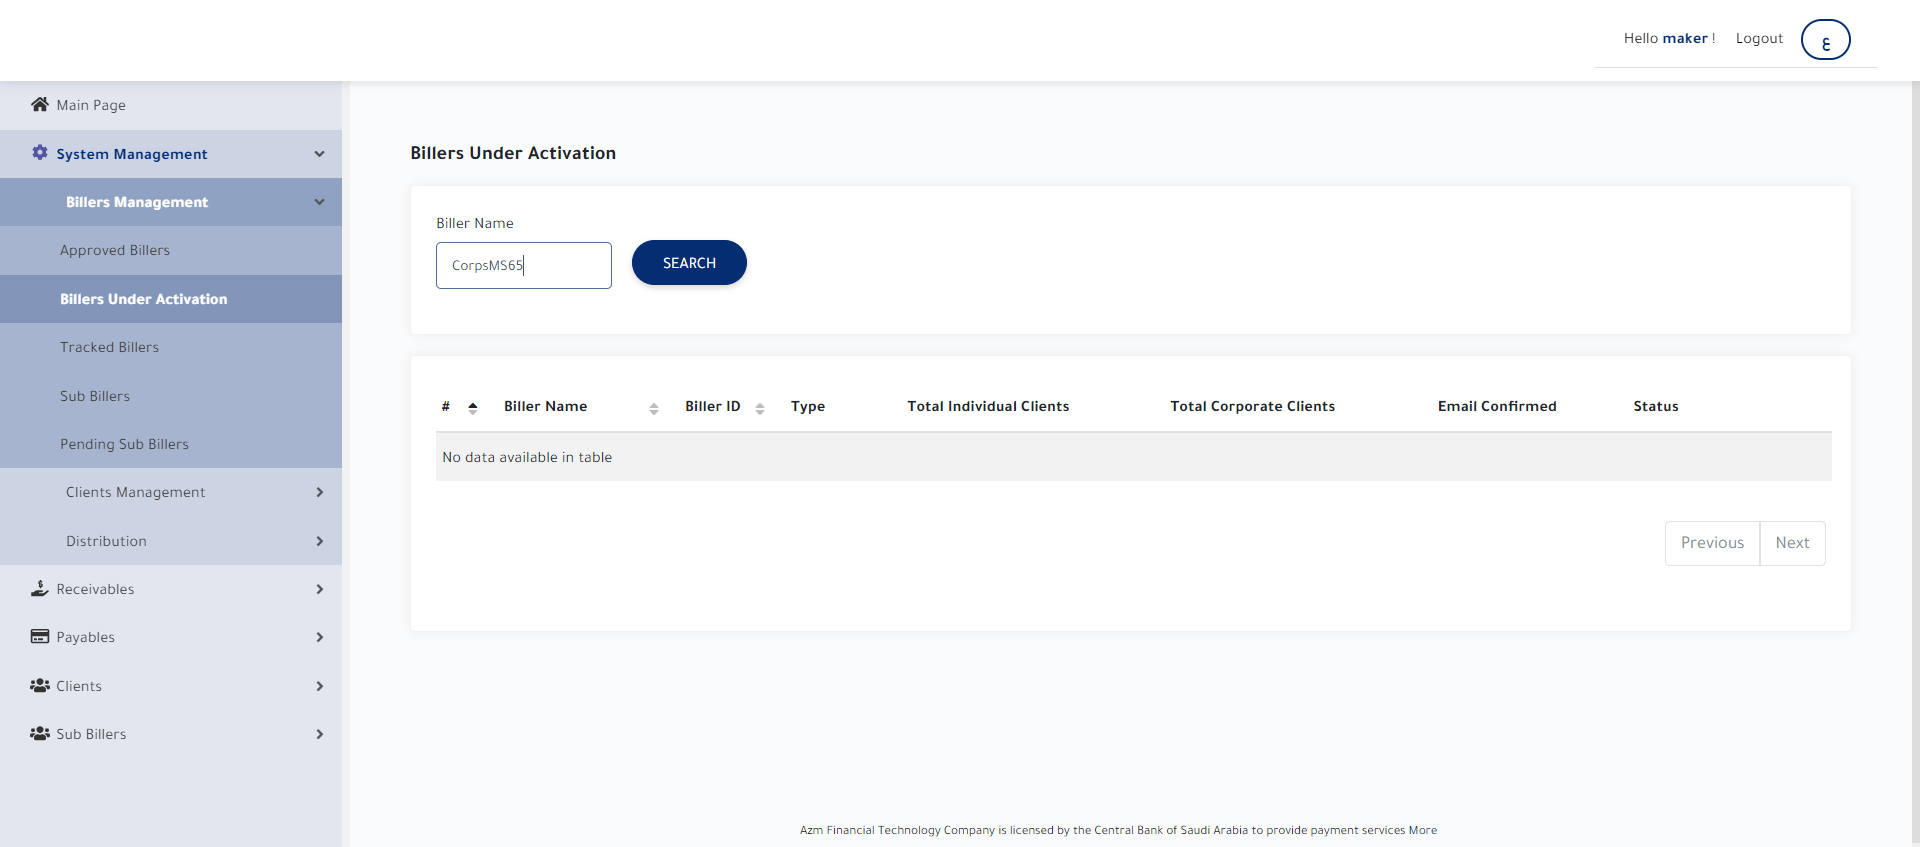 Hello maker ! Logout ع
Main Page
System Management
Billers Management
Approved Billers
Billers Under Activation
Tracked Billers
Sub Billers
Pending Sub Billers
Clients Management
Distribution
Receivables
Payables
Clients
Sub Billers
Billers Under Activation
Biller Name
CorpsMS65 SEARCH
# Biller Name Biller ID Type Total Individual Clients Total Corporate Clients Email Confirmed Status
No data available in table
Previous Next
Azm Financial Technology Company is licensed by the Central Bank of Saudi Arabia to provide payment services More